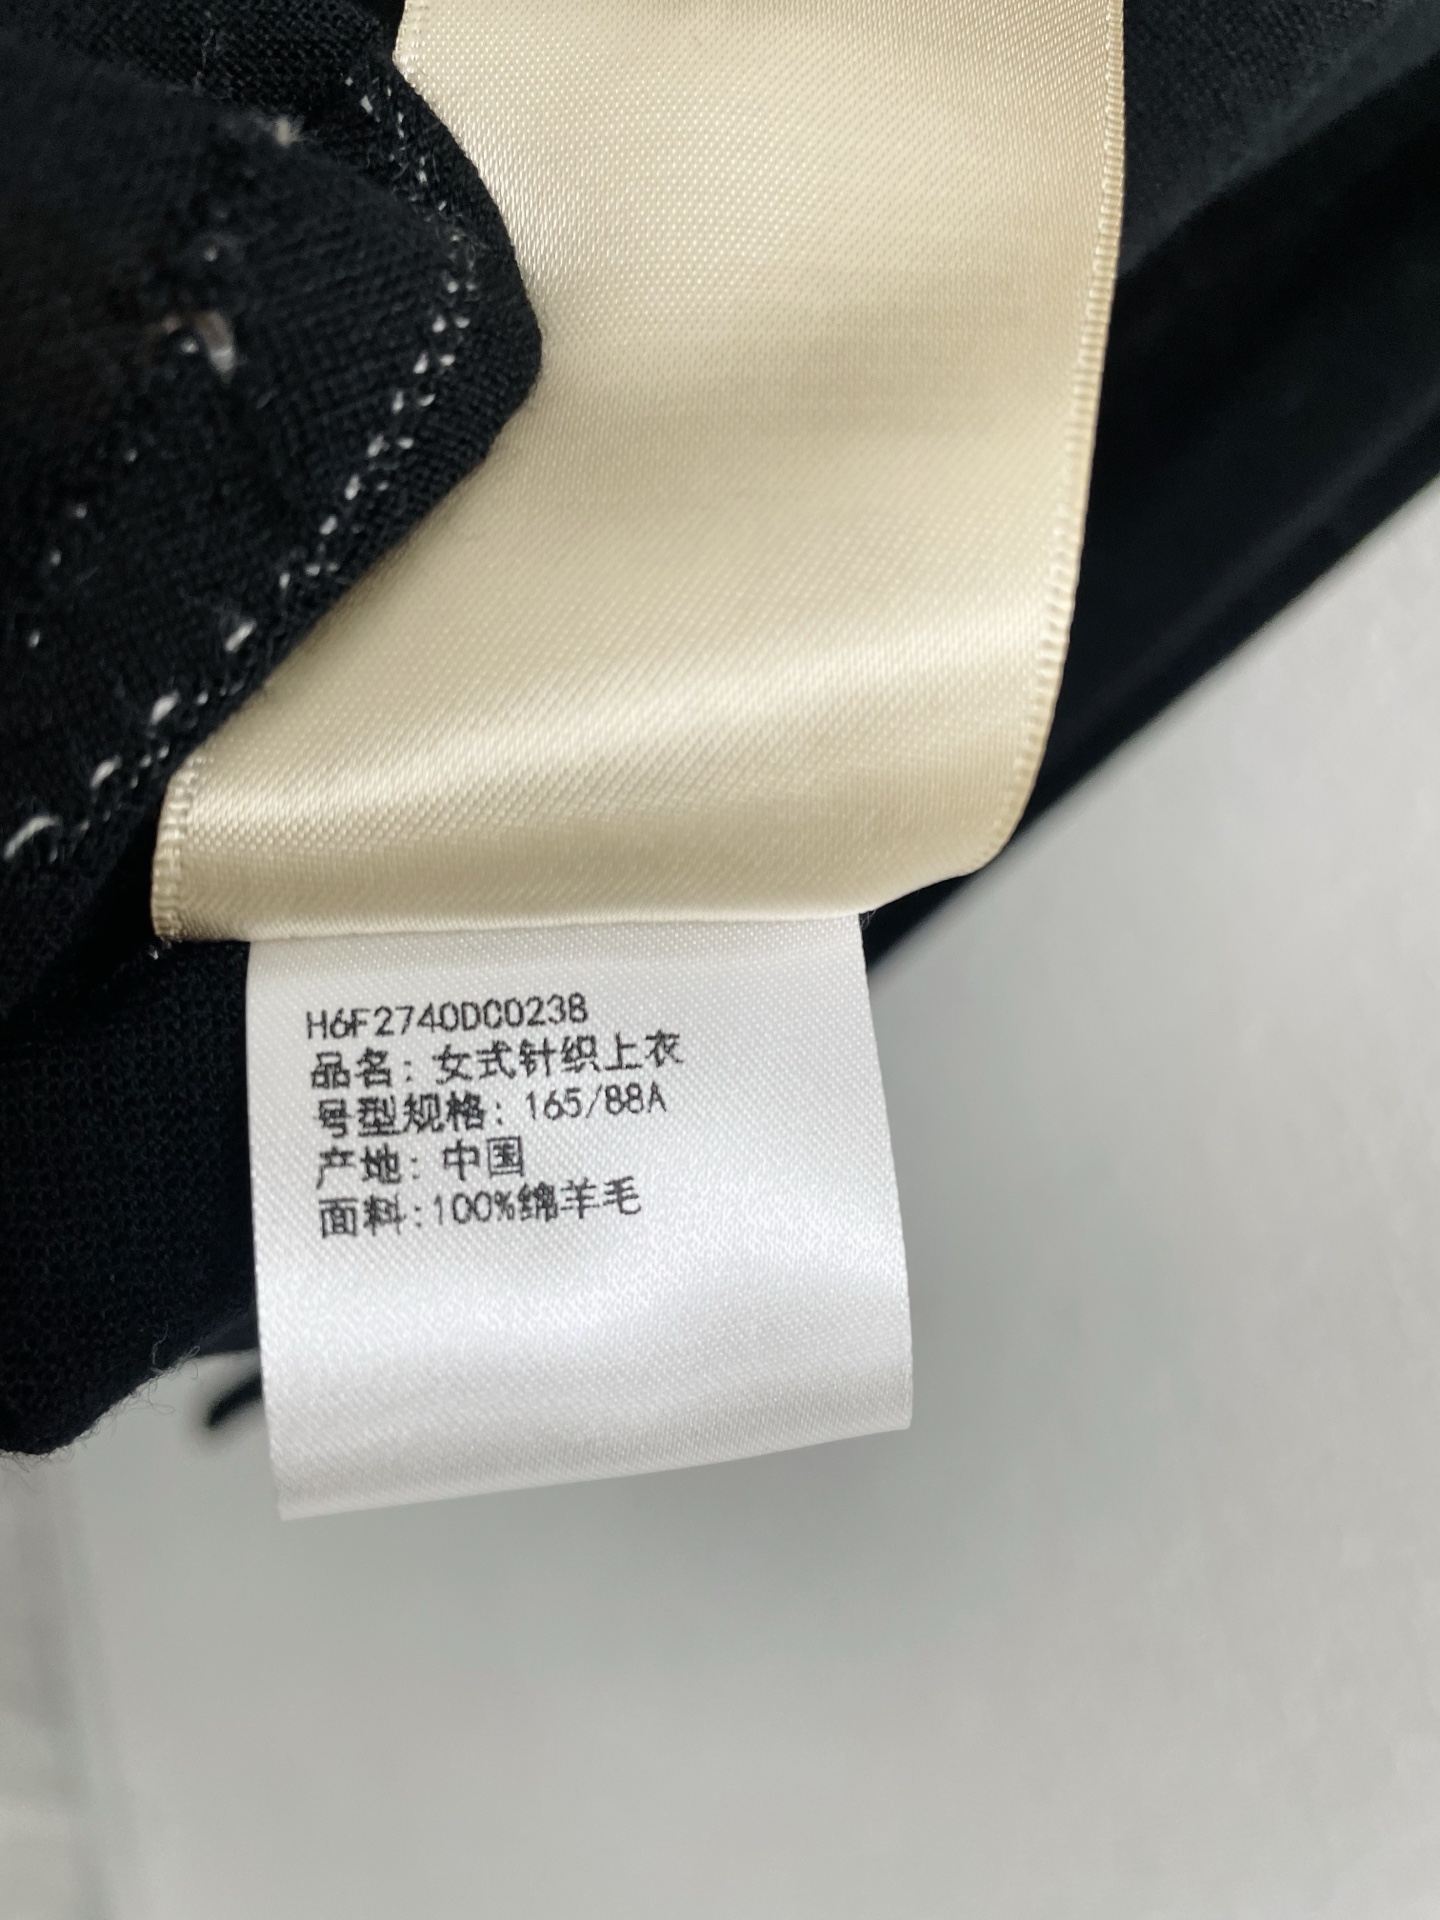 H6F2740DC0238
品名：女式针织上衣
号型规格：165/88A
产地：中国
面料:100%绵羊毛